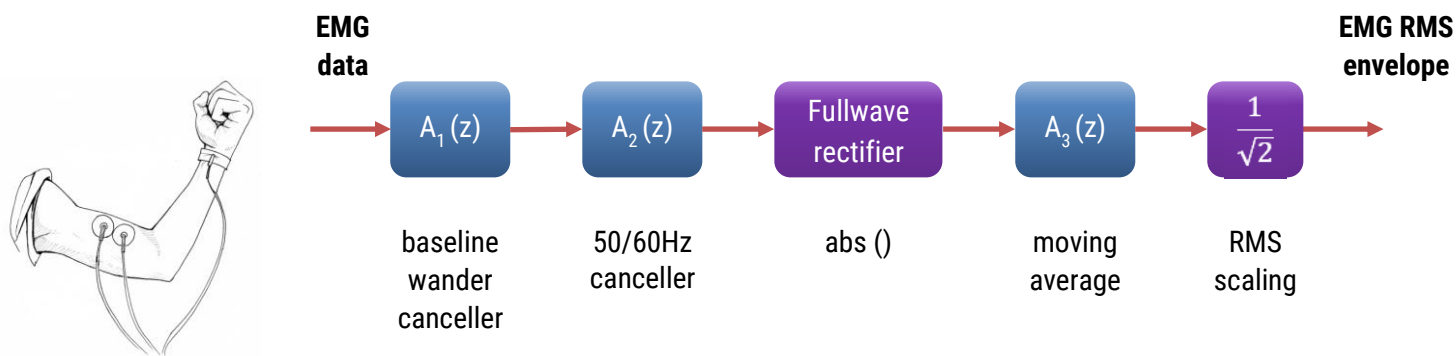 EMG
data
EMG RMS
envelope
A₁(z)
A₂(z)
Fullwave
rectifier
A₃(z)
1
√2
baseline
wander
canceller
50/60Hz
canceller
abs ()
moving
average
RMS
scaling